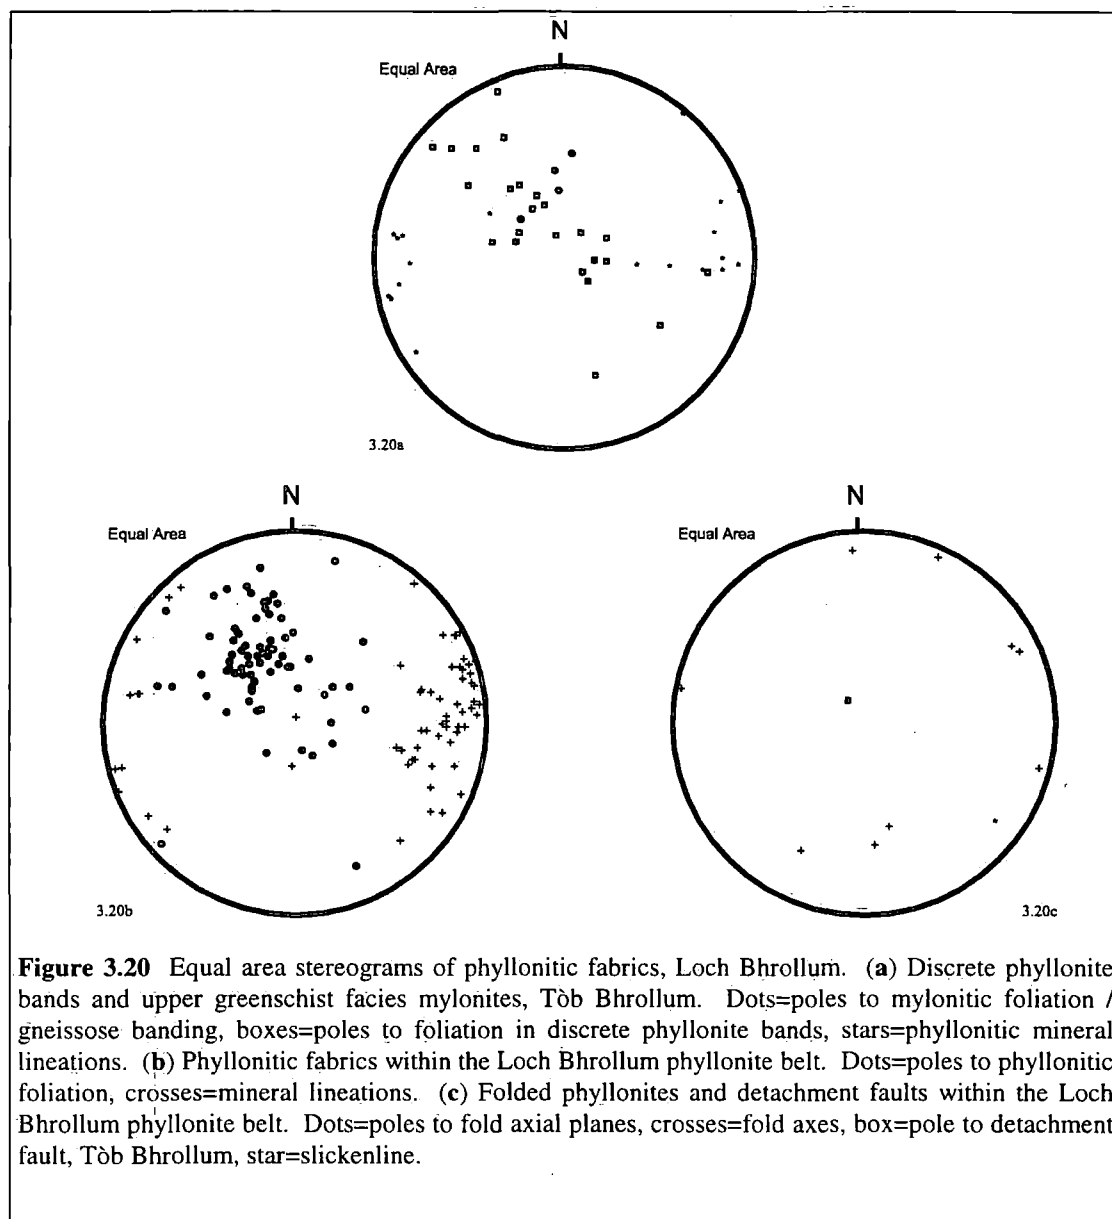 N
Equal Area
3.20a
N
Equal Area
3.20b
N
Equal Area
3.20c
Figure 3.20 Equal area stereograms of phyllonitic fabrics, Loch Bhrollum. (a) Discrete phyllonite
bands and upper greenschist facies mylonites, Tòb Bhrollum. Dots=poles to mylonitic foliation /
gneissose banding, boxes=poles to foliation in discrete phyllonite bands, stars=phyllonitic mineral
lineations. (b) Phyllonitic fabrics within the Loch Bhrollum phyllonite belt. Dots=poles to phyllonitic
foliation, crosses=mineral lineations. (c) Folded phyllonites and detachment faults within the Loch
Bhrollum phyllonite belt. Dots=poles to fold axial planes, crosses=fold axes, box=pole to detachment
fault, Tòb Bhrollum, star=slickenline.